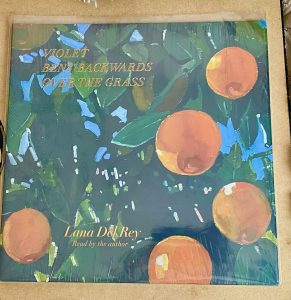 VIOLET
BENT BACKWARDS
OVER THE GRASS
Lana Del Rey
Read by the author